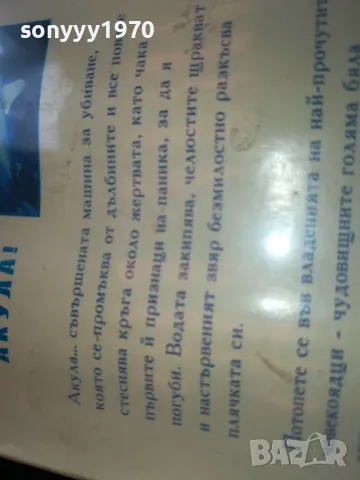 sonyyy1970
АКУЛА!
Акула... съвършената машина за убиване,
която се промъква от дълбините и все по-
стеснява кръга около жертвата, като чака
първите ѝ признаци на паника, за да я
погуби. Водата закипява, челюстите щракват
и настървеният звяр безмилостно разкъсва
плячката си.
Потопете се във владенията на най-прочутит
чудовищните голяма бяла
bazar